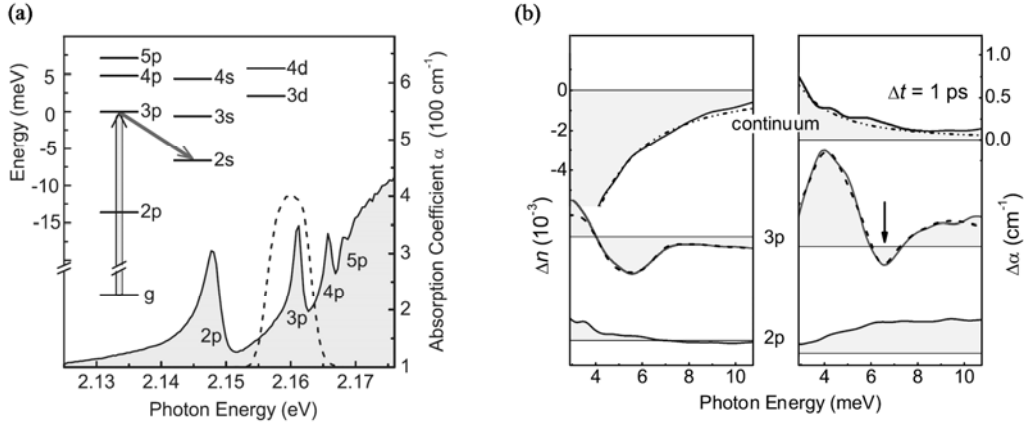 (a)
Energy (meV)
5
0
-5
-10
-15
5p
4p
3p
2p
g
4s
3s
2s
4d
3d
2p
3p
4p
5p
6
5
4
3
2
1
Absorption Coefficient α (100 cm⁻¹)
2.13 2.14 2.15 2.16 2.17
Photon Energy (eV)
(b)
Δn (10⁻³)
0
-2
-4
continuum
Δt = 1 ps
3p
2p
1.0
0.5
0.0
Δα (cm⁻¹)
4 6 8 10
4 6 8 10
Photon Energy (meV)